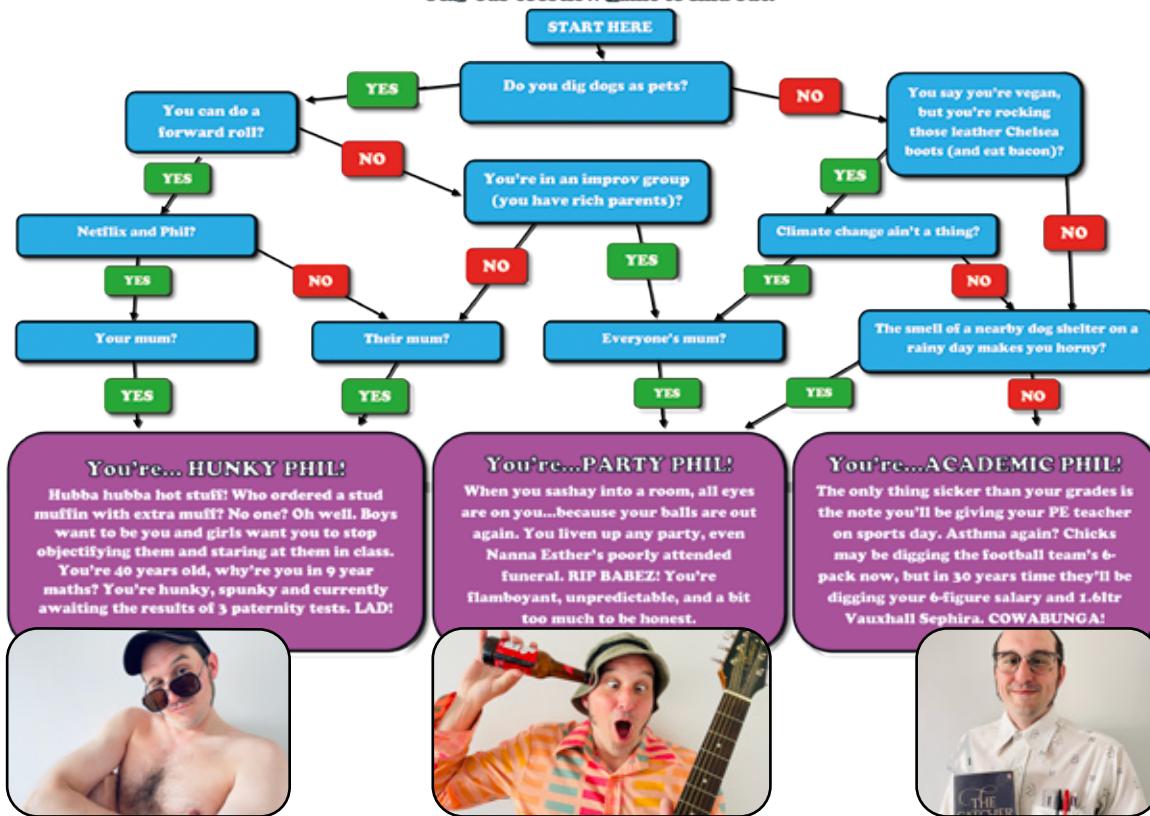 START HERE
Do you dig dogs as pets?
YES
NO
You can do a
forward roll?
You say you're vegan,
but you're rocking
those leather Chelsea
boots (and eat bacon)?
YES
NO
You're in an improv group
(you have rich parents)?
YES
NO
Netflix and Phil?
Climate change ain't a thing?
YES
NO
NO
YES
YES
NO
Your mum?
Their mum?
Everyone's mum?
The smell of a nearby dog shelter on a
rainy day makes you horny?
YES
YES
YES
YES
NO
You're... HUNKY PHIL!
Hubba hubba hot stuff! Who ordered a stud
muffin with extra muff? No one? Oh well. Boys
want to be you and girls want you to stop
objectifying them and staring at them in class.
You're 40 years old, why're you in 9 year
maths? You're hunky, spunky and currently
awaiting the results of 3 paternity tests. LAD!
You're...PARTY PHIL!
When you sashay into a room, all eyes
are on you...because your balls are out
again. You liven up any party, even
Nanna Esther's poorly attended
funeral. RIP BABEZ! You're
flamboyant, unpredictable, and a bit
too much to be honest.
You're...ACADEMIC PHIL!
The only thing sicker than your grades is
the note you'll be giving your PE teacher
on sports day. Asthma again? Chicks
may be digging the football team's 6-
pack now, but in 30 years time they'll be
digging your 6-figure salary and 1.6ltr
Vauxhall Sephira. COWABUNGA!
THE
CATCHER